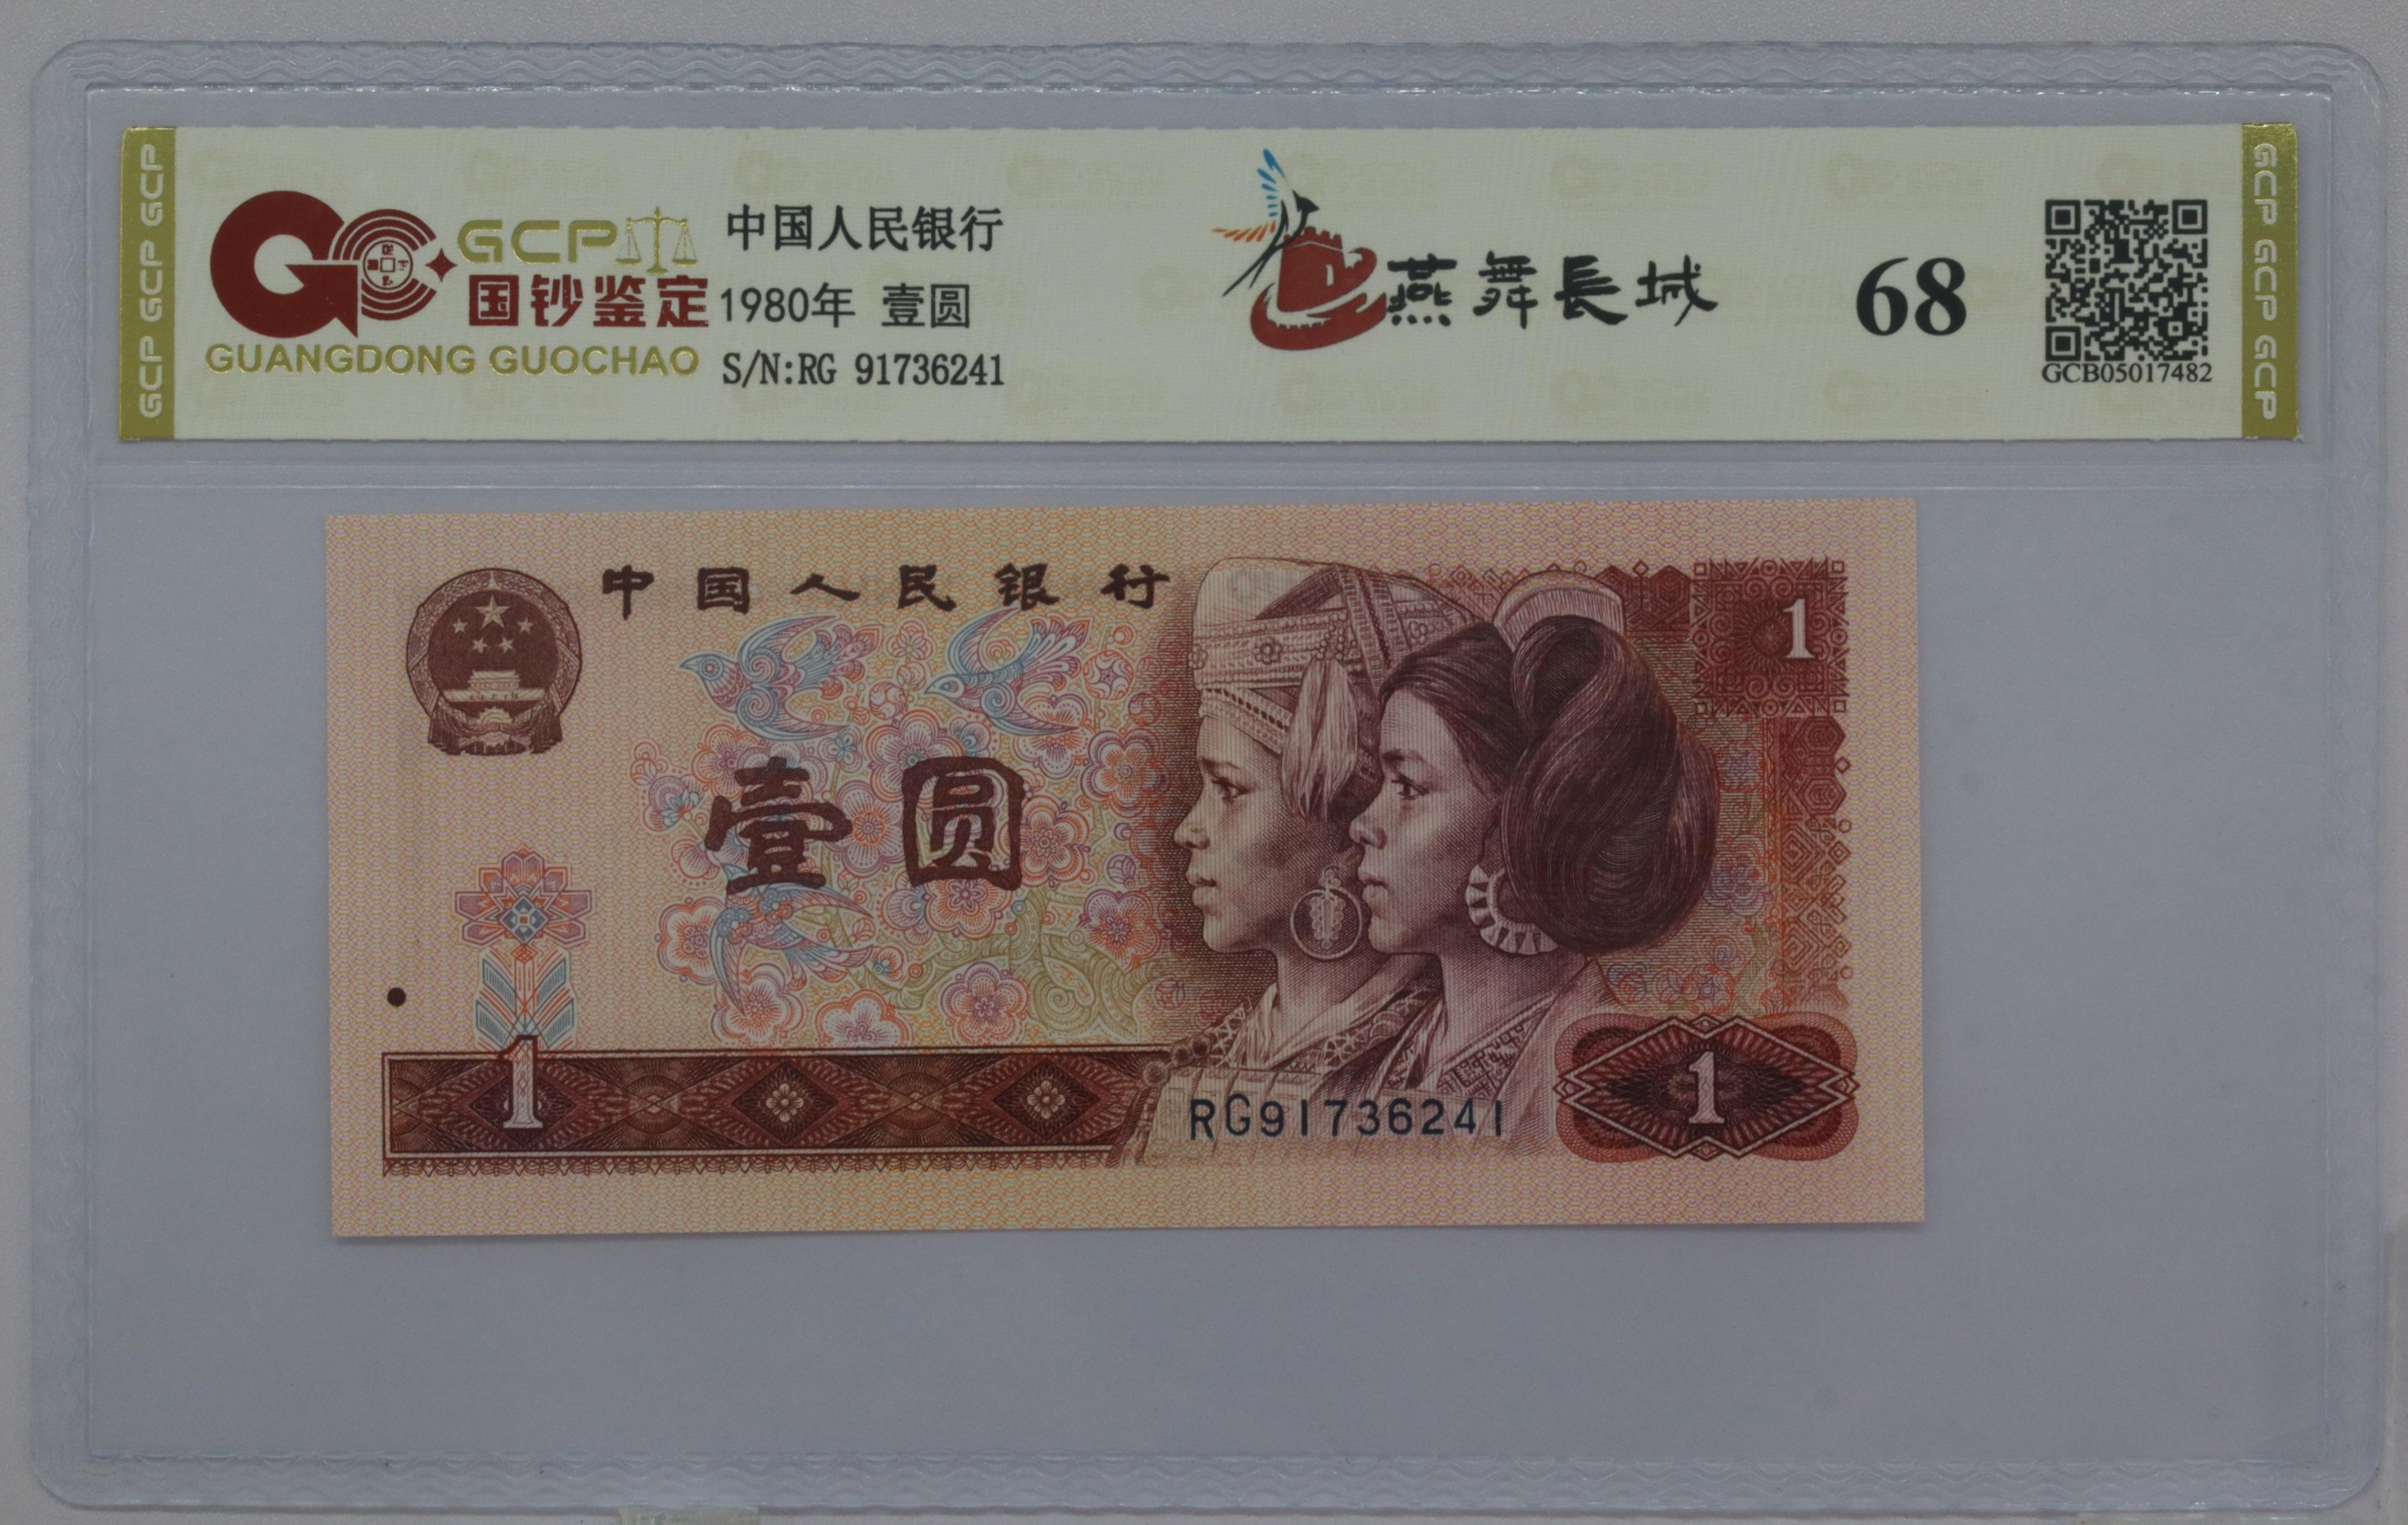 GCP GCP GCP
GCP
国钞鉴定
GUANGDONG GUOCHAO
中国人民银行
1980年 壹圆
S/N:RG 91736241
燕舞長城
68
GCB05017482
GCP GCP GCP
中国人民银行
1
壹圆
1
RG91736241
1